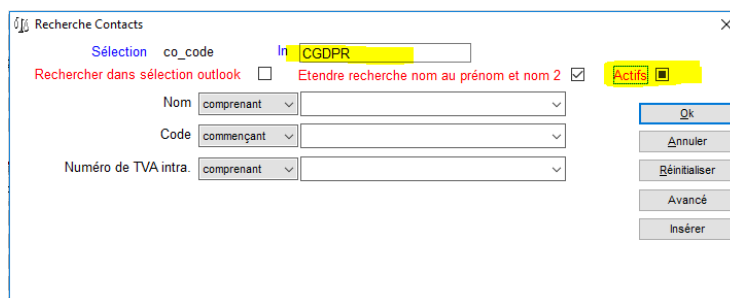 Recherche Contacts
Sélection co_code In CGDPR
Rechercher dans sélection outlook Etendre recherche nom au prénom et nom 2 Actifs
Nom comprenant
Ok
Code commençant
Annuler
Numéro de TVA intra. comprenant
Réinitialiser
Avancé
Insérer